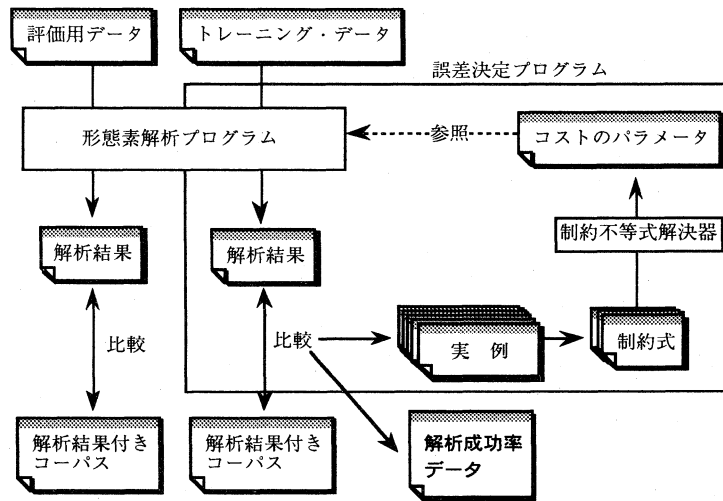 評価用データ
トレーニング・データ
誤差決定プログラム
形態素解析プログラム
参照
コストのパラメータ
制約不等式解決器
解析結果
解析結果
比較
比較
実 例
制約式
解析結果付き
コーパス
解析結果付き
コーパス
解析成功率
データ